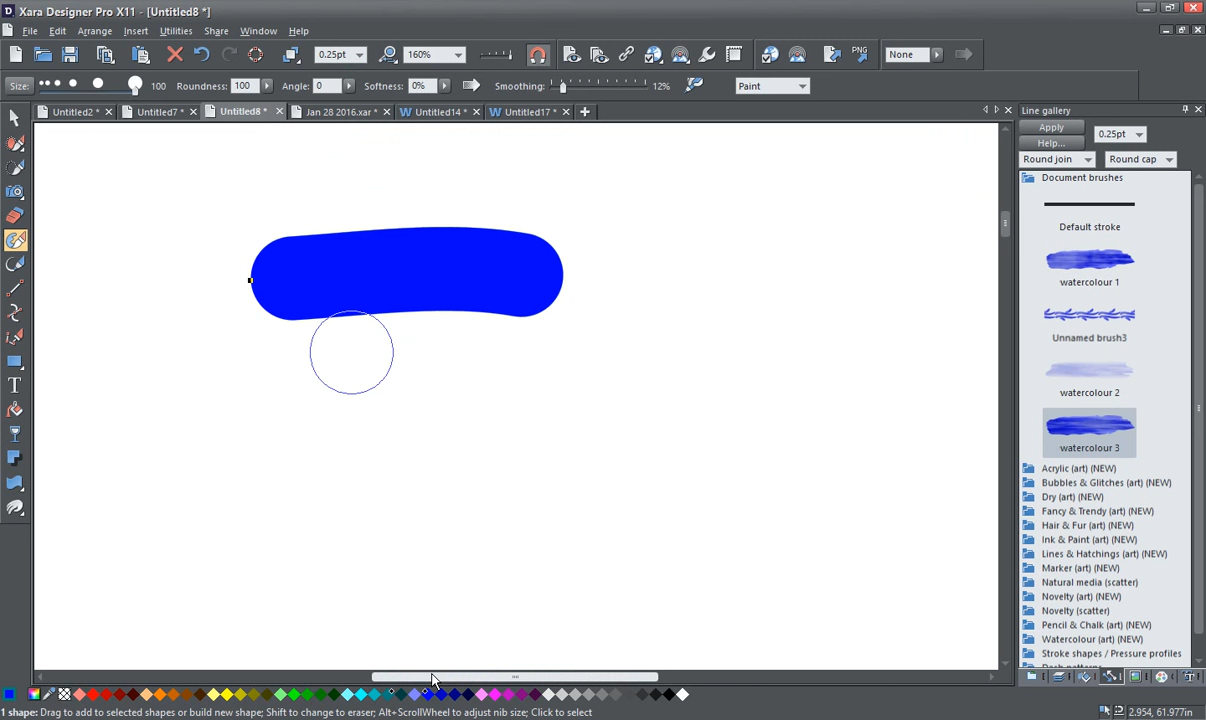 Xara Designer Pro X11 - [Untitled8 *]
File Edit Arrange Insert Utilities Share Window Help
0.25pt 160% PNG None
Size: 100 Roundness: 100 Angle: 0 Softness: 0% Smoothing: 12% Paint
Untitled2 * Untitled7 * Untitled8 * Jan 28 2016.xar * Untitled14 * Untitled17 *
Line gallery
Apply
Help...
0.25pt
Round join Round cap
Document brushes
Default stroke
watercolour 1
Unnamed brush3
watercolour 2
watercolour 3
Acrylic (art) (NEW)
Bubbles & Glitches (art) (NEW)
Dry (art) (NEW)
Fancy & Trendy (art) (NEW)
Hair & Fur (art) (NEW)
Ink & Paint (art) (NEW)
Lines & Hatchings (art) (NEW)
Marker (art) (NEW)
Natural media (scatter)
Novelty (art) (NEW)
Novelty (scatter)
Pencil & Chalk (art) (NEW)
Watercolour (art) (NEW)
Stroke shapes / Pressure profiles
1 shape: Drag to add to selected shapes or build new shape; Shift to change to eraser; Alt+ScrollWheel to adjust nib size; Click to select
2.954, 61.977in